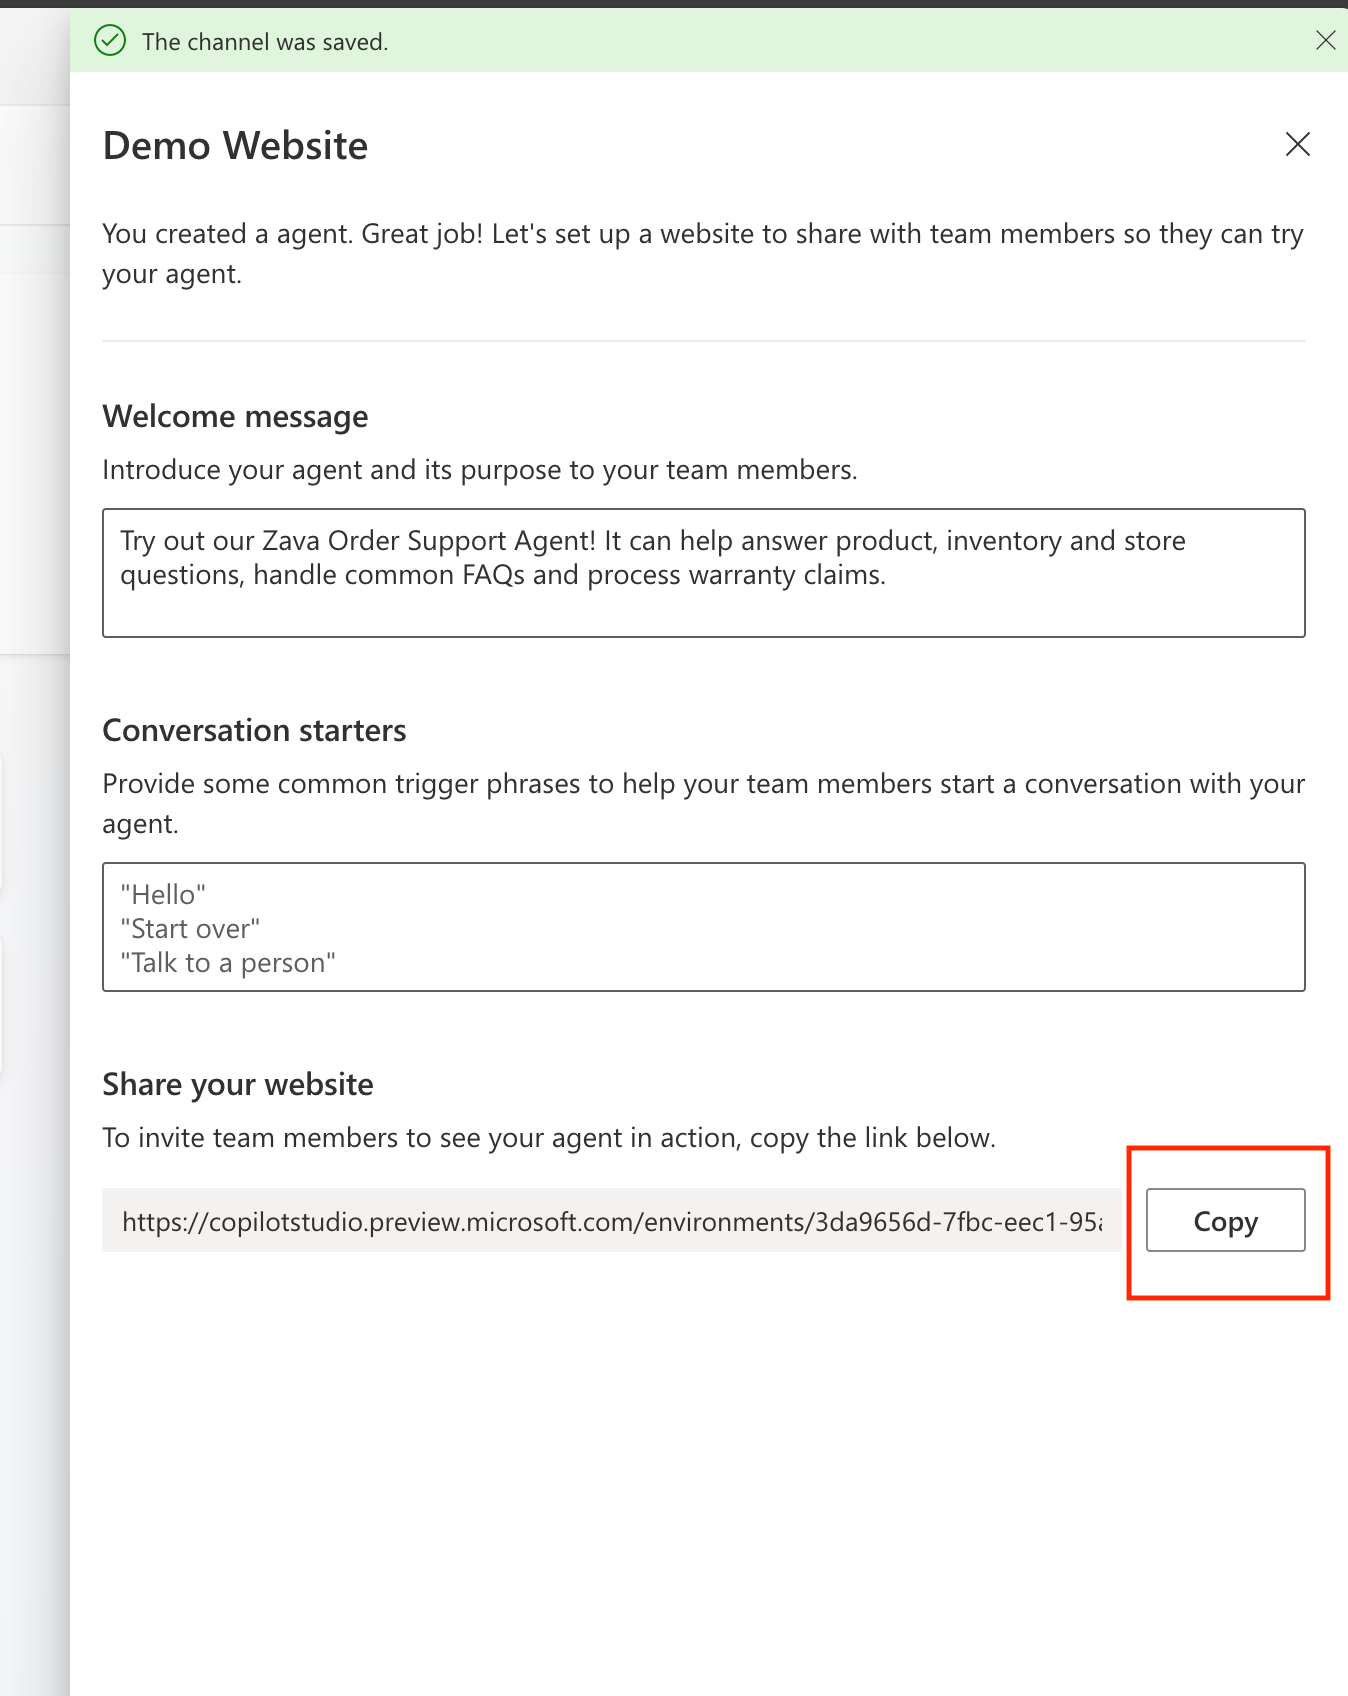 The channel was saved.
Demo Website
You created a agent. Great job! Let's set up a website to share with team members so they can try
your agent.
Welcome message
Introduce your agent and its purpose to your team members.
Try out our Zava Order Support Agent! It can help answer product, inventory and store
questions, handle common FAQs and process warranty claims.
Conversation starters
Provide some common trigger phrases to help your team members start a conversation with your
agent.
"Hello"
"Start over"
"Talk to a person"
Share your website
To invite team members to see your agent in action, copy the link below.
https://copilotstudio.preview.microsoft.com/environments/3da9656d-7fbc-eec1-95a
Copy